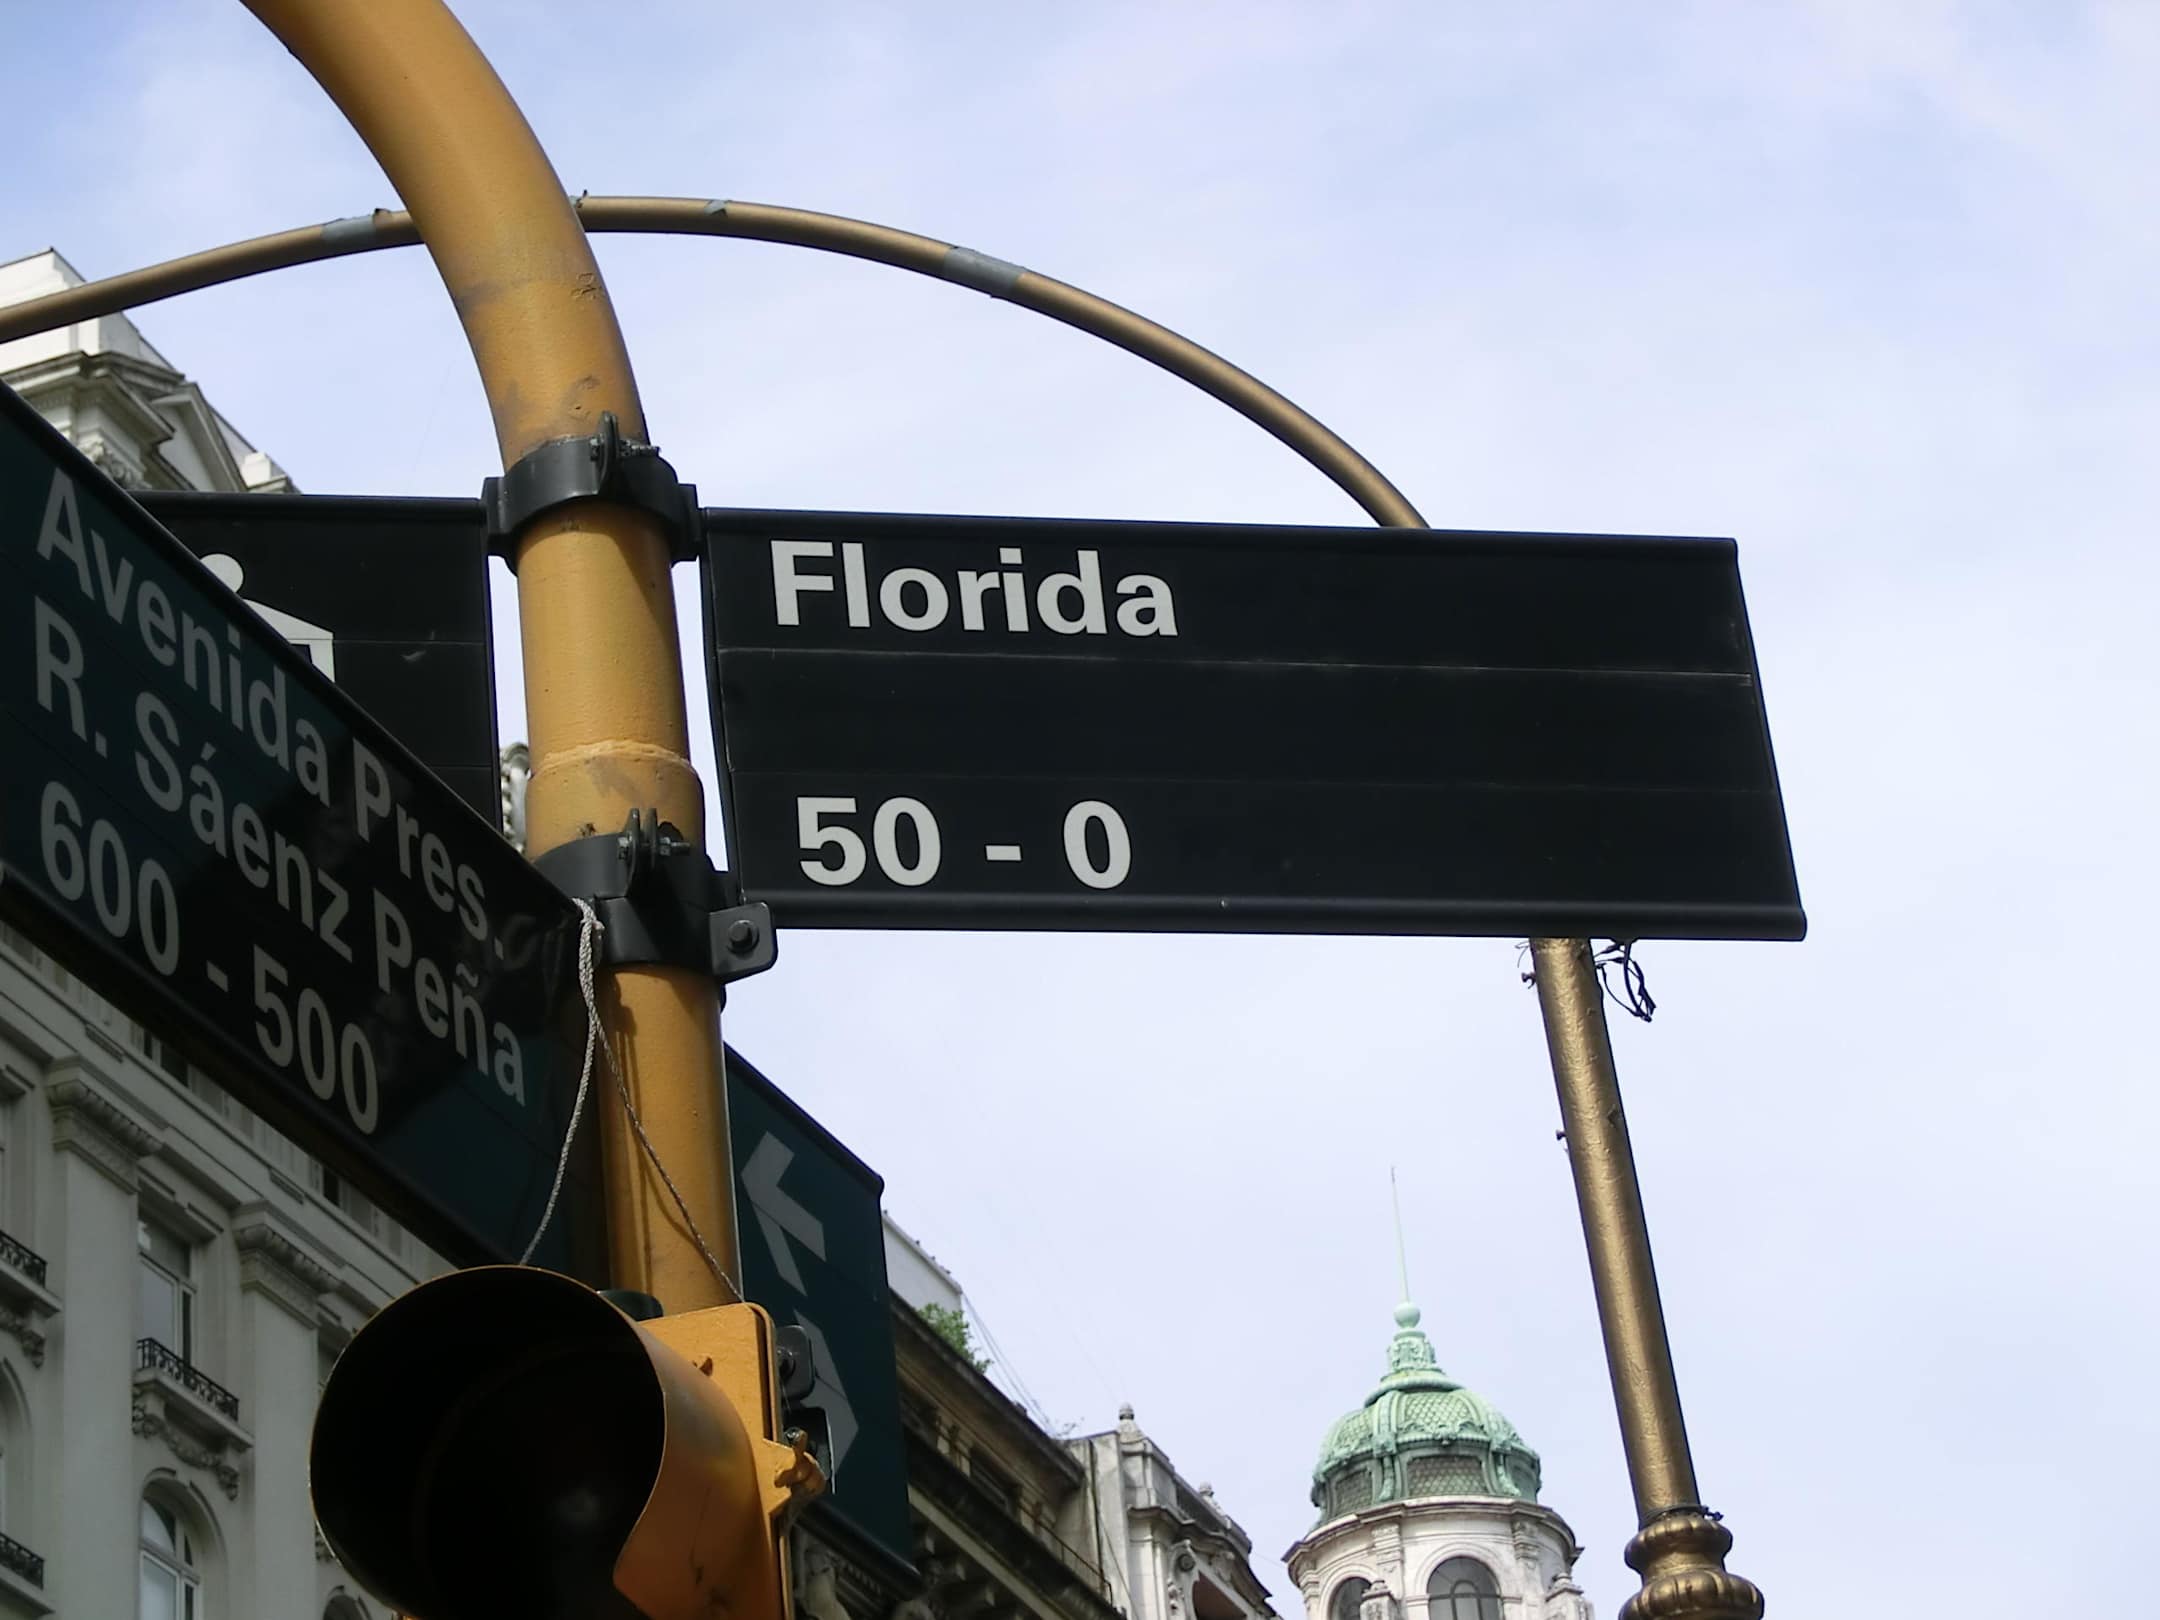 Avenida Pres.
R. Sáenz Peña
600 - 500
Florida
50 - 0